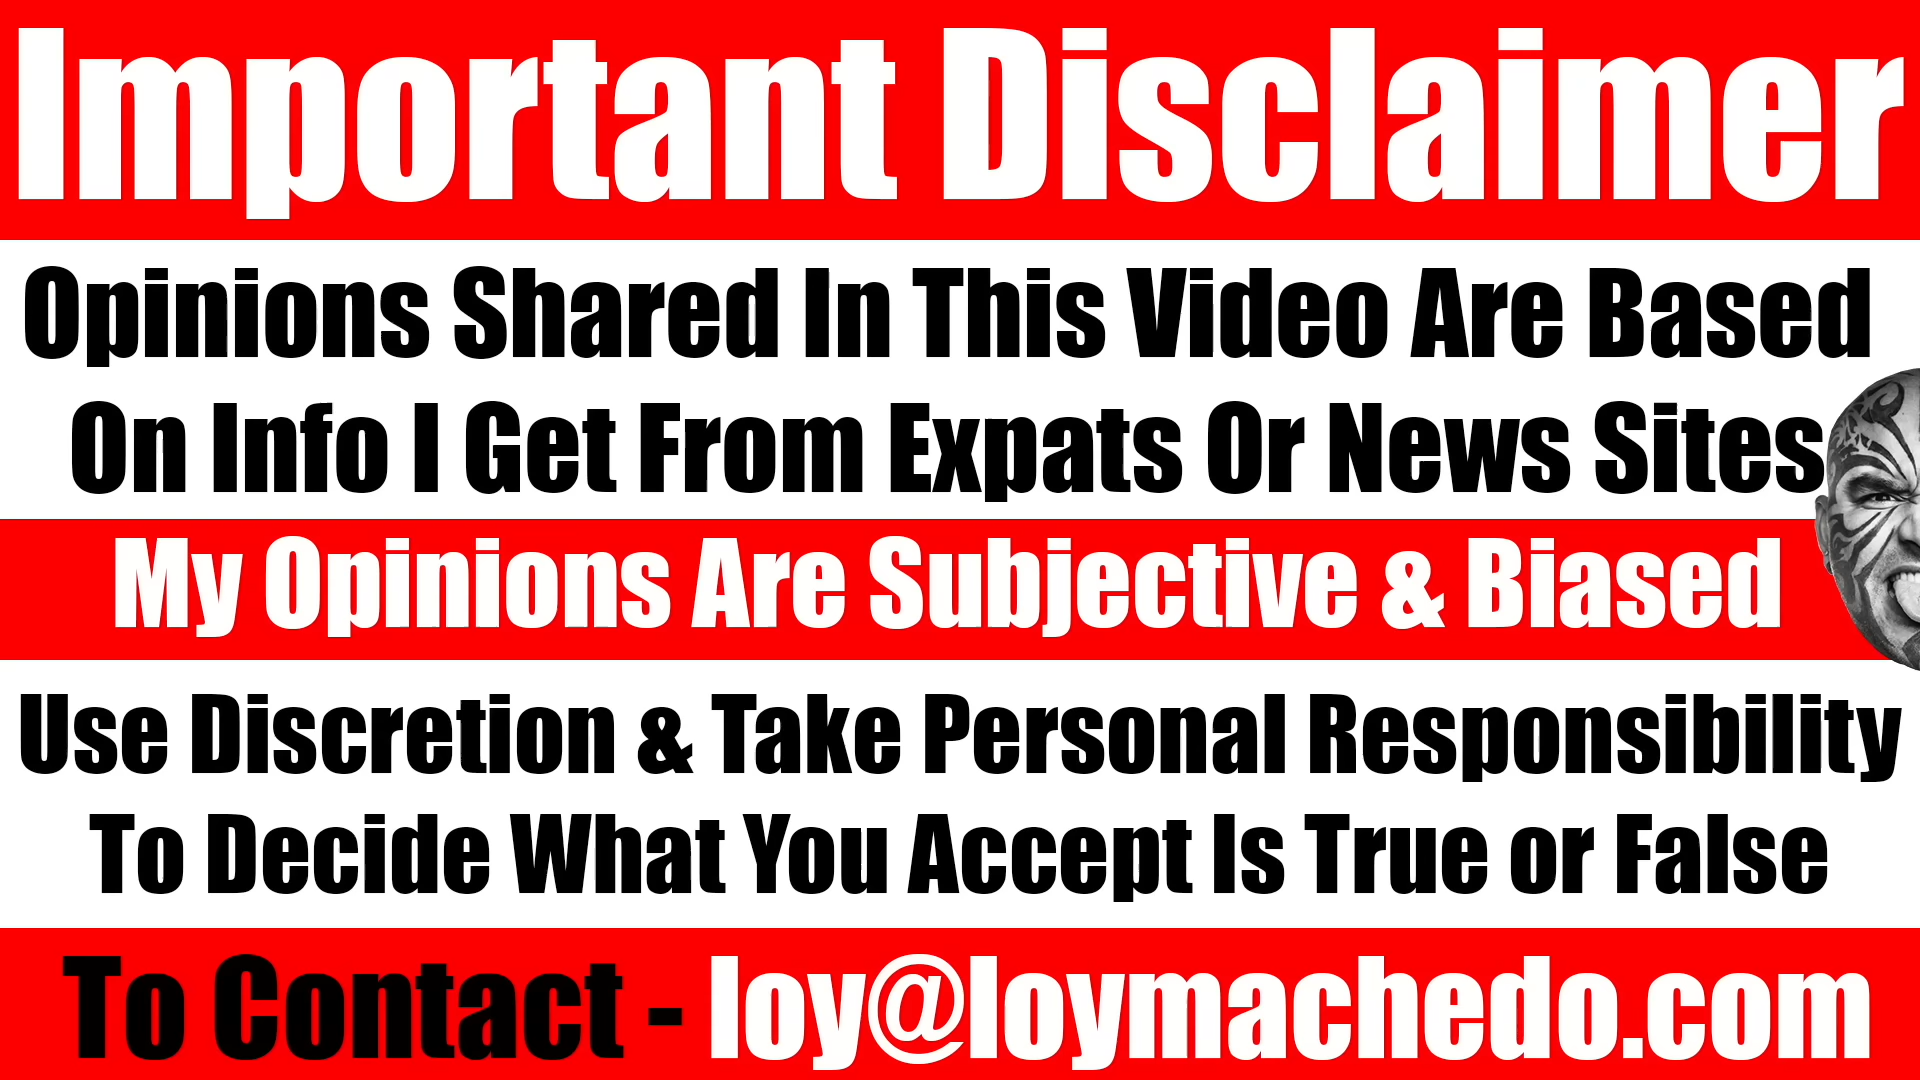 Important Disclaimer
Opinions Shared In This Video Are Based
On Info I Get From Expats Or News Sites
My Opinions Are Subjective & Biased
Use Discretion & Take Personal Responsibility
To Decide What You Accept Is True or False
To Contact - loy@loymachedo.com